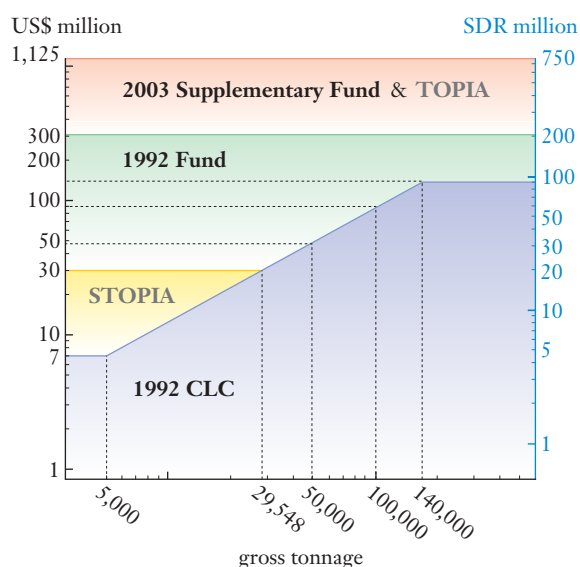 US$ million SDR million
1,125 750
2003 Supplementary Fund & TOPIA
300 200
200
1992 Fund
100
100
50
50
30
30 20
STOPIA
10
10
7 5
1992 CLC
1
1
5,000 29,548 50,000 100,000 140,000
gross tonnage